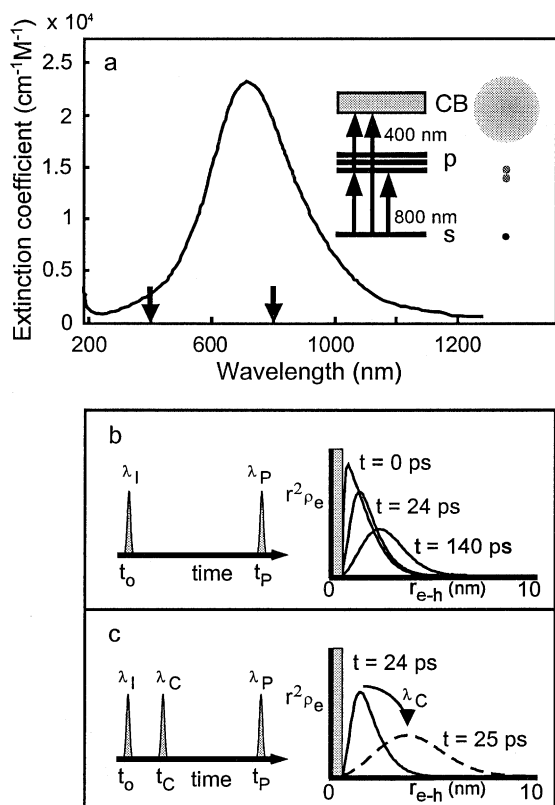 x 10⁴
a
Extinction coefficient (cm⁻¹M⁻¹)
2.5
2
1.5
1
0.5
0
200 600 1000 1200
Wavelength (nm)
CB
400 nm
p
800 nm
s
b
λI λP
to time tP
r²ρe
t = 0 ps
t = 24 ps
t = 140 ps
0 re-h (nm) 10
c
λI λC λP
to tC time tP
r²ρe
t = 24 ps
λC
t = 25 ps
0 re-h (nm) 10